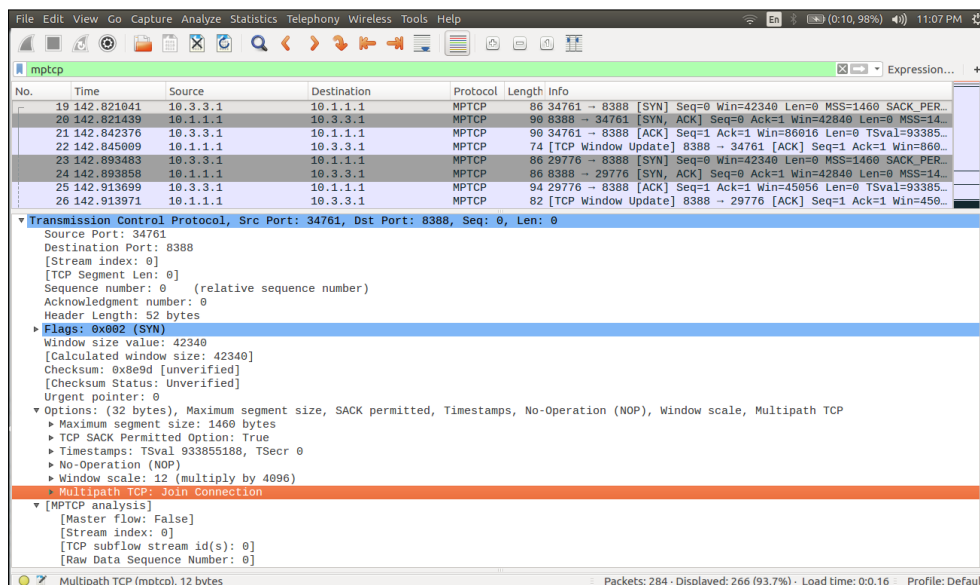 File Edit View Go Capture Analyze Statistics Telephony Wireless Tools Help En (0:10, 98%) 11:07 PM
mptcp Expression… +
No. Time Source Destination Protocol Length Info
19 142.821041 10.3.3.1 10.1.1.1 MPTCP 86 34761 → 8388 [SYN] Seq=0 Win=42340 Len=0 MSS=1460 SACK_PER…
20 142.821439 10.1.1.1 10.3.3.1 MPTCP 90 8388 → 34761 [SYN, ACK] Seq=0 Ack=1 Win=42840 Len=0 MSS=14…
21 142.842376 10.3.3.1 10.1.1.1 MPTCP 90 34761 → 8388 [ACK] Seq=1 Ack=1 Win=86016 Len=0 TSval=93385…
22 142.845009 10.1.1.1 10.3.3.1 MPTCP 74 [TCP Window Update] 8388 → 34761 [ACK] Seq=1 Ack=1 Win=860…
23 142.893483 10.3.3.1 10.1.1.1 MPTCP 86 29776 → 8388 [SYN] Seq=0 Win=42340 Len=0 MSS=1460 SACK_PER…
24 142.893858 10.1.1.1 10.3.3.1 MPTCP 86 8388 → 29776 [SYN, ACK] Seq=0 Ack=1 Win=42840 Len=0 MSS=14…
25 142.913699 10.3.3.1 10.1.1.1 MPTCP 94 29776 → 8388 [ACK] Seq=1 Ack=1 Win=45056 Len=0 TSval=93385…
26 142.913971 10.1.1.1 10.3.3.1 MPTCP 82 [TCP Window Update] 8388 → 29776 [ACK] Seq=1 Ack=1 Win=450…
Transmission Control Protocol, Src Port: 34761, Dst Port: 8388, Seq: 0, Len: 0
Source Port: 34761
Destination Port: 8388
[Stream index: 0]
[TCP Segment Len: 0]
Sequence number: 0 (relative sequence number)
Acknowledgment number: 0
Header Length: 52 bytes
Flags: 0x002 (SYN)
Window size value: 42340
[Calculated window size: 42340]
Checksum: 0x8e9d [unverified]
[Checksum Status: Unverified]
Urgent pointer: 0
Options: (32 bytes), Maximum segment size, SACK permitted, Timestamps, No-Operation (NOP), Window scale, Multipath TCP
Maximum segment size: 1460 bytes
TCP SACK Permitted Option: True
Timestamps: TSval 933855188, TSecr 0
No-Operation (NOP)
Window scale: 12 (multiply by 4096)
Multipath TCP: Join Connection
[MPTCP analysis]
[Master flow: False]
[Stream index: 0]
[TCP subflow stream id(s): 0]
[Raw Data Sequence Number: 0]
Multipath TCP (mptcp), 12 bytes Packets: 284 · Displayed: 266 (93.7%) · Load time: 0:0.16 Profile: Defau